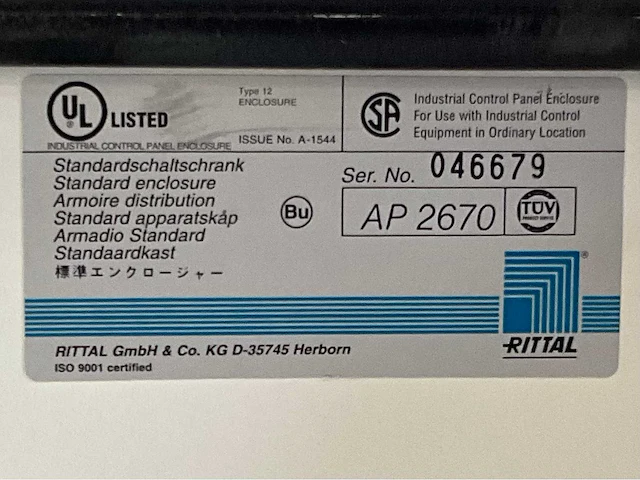 UL LISTED
®
INDUSTRIAL CONTROL PANEL ENCLOSURE
Type 12
ENCLOSURE
ISSUE No. A-1544
SA
Industrial Control Panel Enclosure
For Use with Industrial Control
Equipment in Ordinary Location
Standardschaltschrank
Standard enclosure
Armoire distribution
Standard apparatskåp
Armadio Standard
Standaardkast
標準エンクロージャー
Bu
Ser. No. 046679
AP 2670
TÜV
PRODUCT SERVICE
®
RITTAL
RITTAL GmbH & Co. KG D-35745 Herborn
ISO 9001 certified